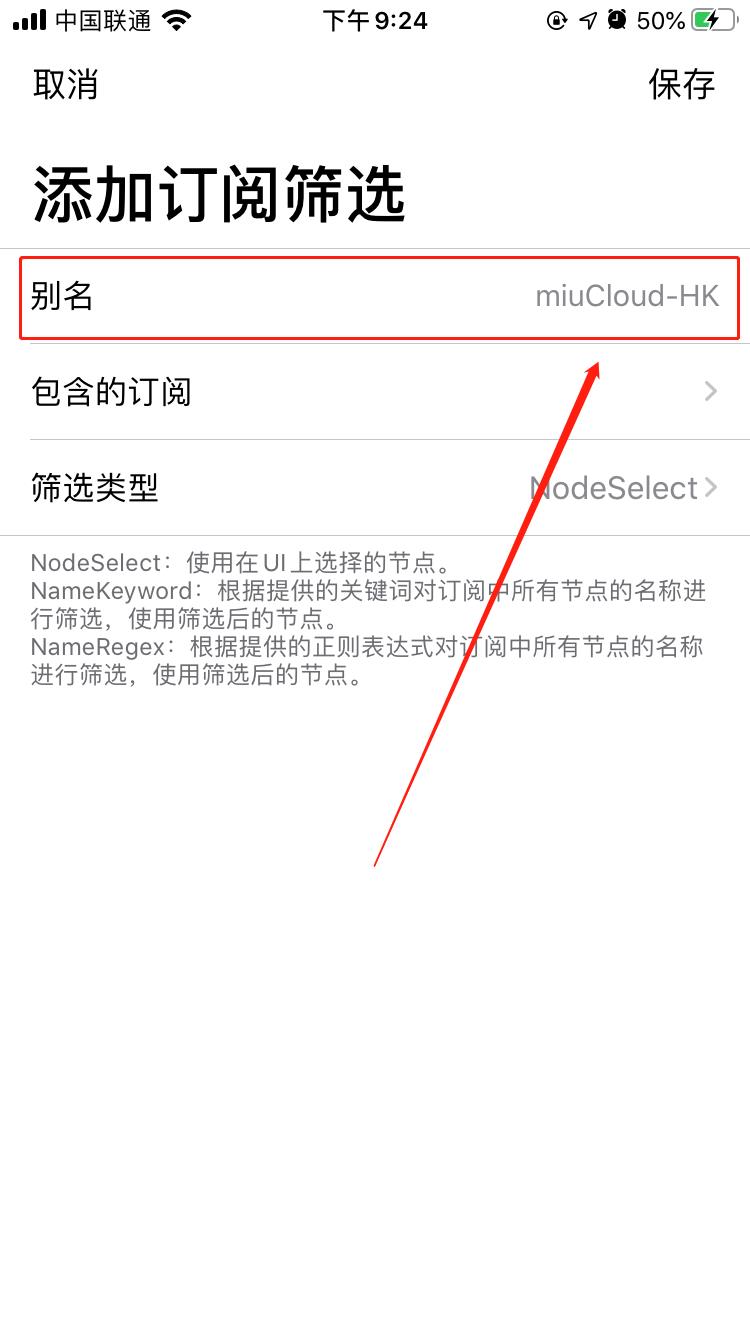 中国联通 下午9:24 50%
取消 保存
添加订阅筛选
别名 miuCloud-HK
包含的订阅
筛选类型 NodeSelect
NodeSelect：使用在UI上选择的节点。
NameKeyword：根据提供的关键词对订阅中所有节点的名称进
行筛选，使用筛选后的节点。
NameRegex：根据提供的正则表达式对订阅中所有节点的名称
进行筛选，使用筛选后的节点。